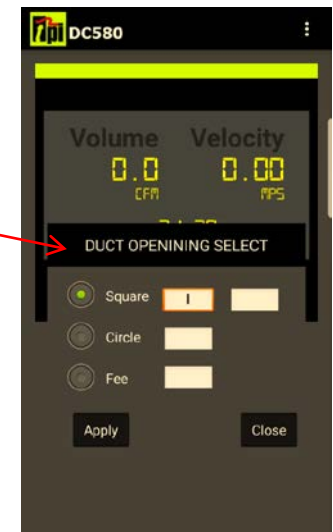 TPI DC580
Volume Velocity
0.0 0.00
CFM MPS
DUCT OPENINING SELECT
Square
Circle
Fee
Apply Close